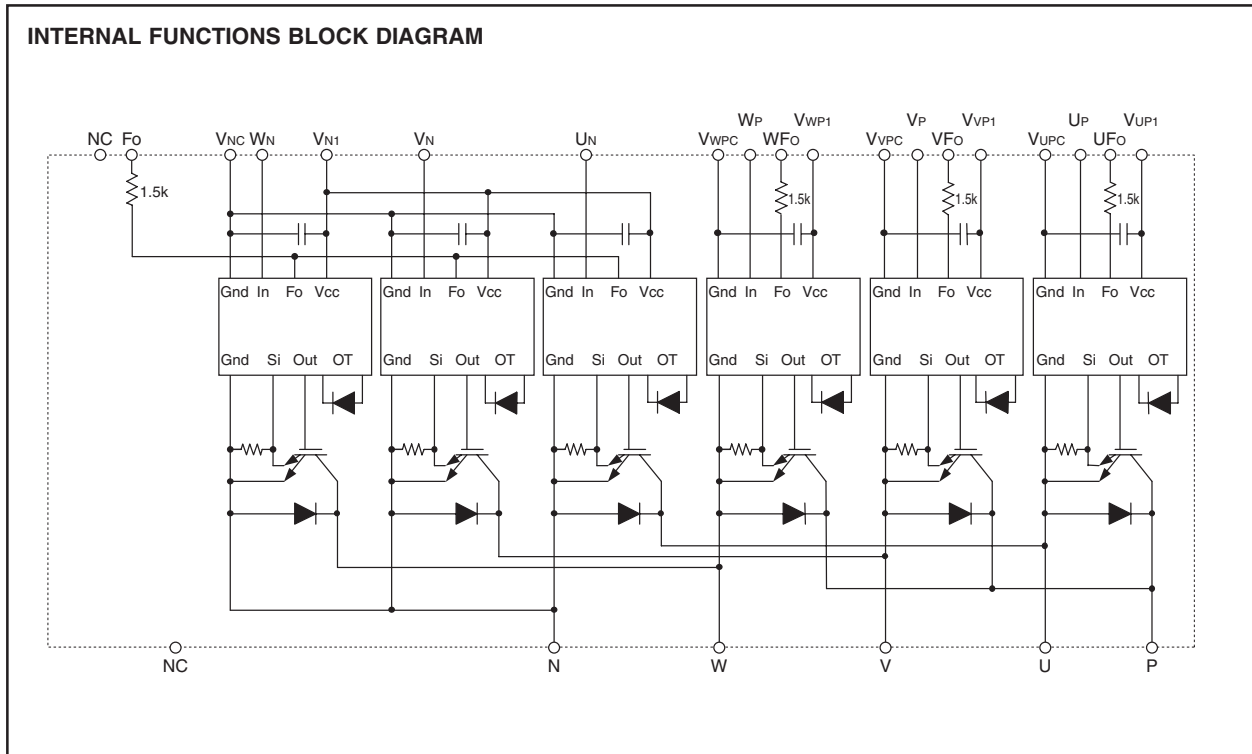 INTERNAL FUNCTIONS BLOCK DIAGRAM
WP VWP1 VP VVP1 UP VUP1
NC FO VNC WN VN1 VN UN VWPC WFO VVPC VFO VUPC UFO
1.5k 1.5k 1.5k 1.5k
Gnd In Fo Vcc Gnd In Fo Vcc Gnd In Fo Vcc Gnd In Fo Vcc Gnd In Fo Vcc Gnd In Fo Vcc
Gnd Si Out OT Gnd Si Out OT Gnd Si Out OT Gnd Si Out OT Gnd Si Out OT Gnd Si Out OT
NC N W V U P